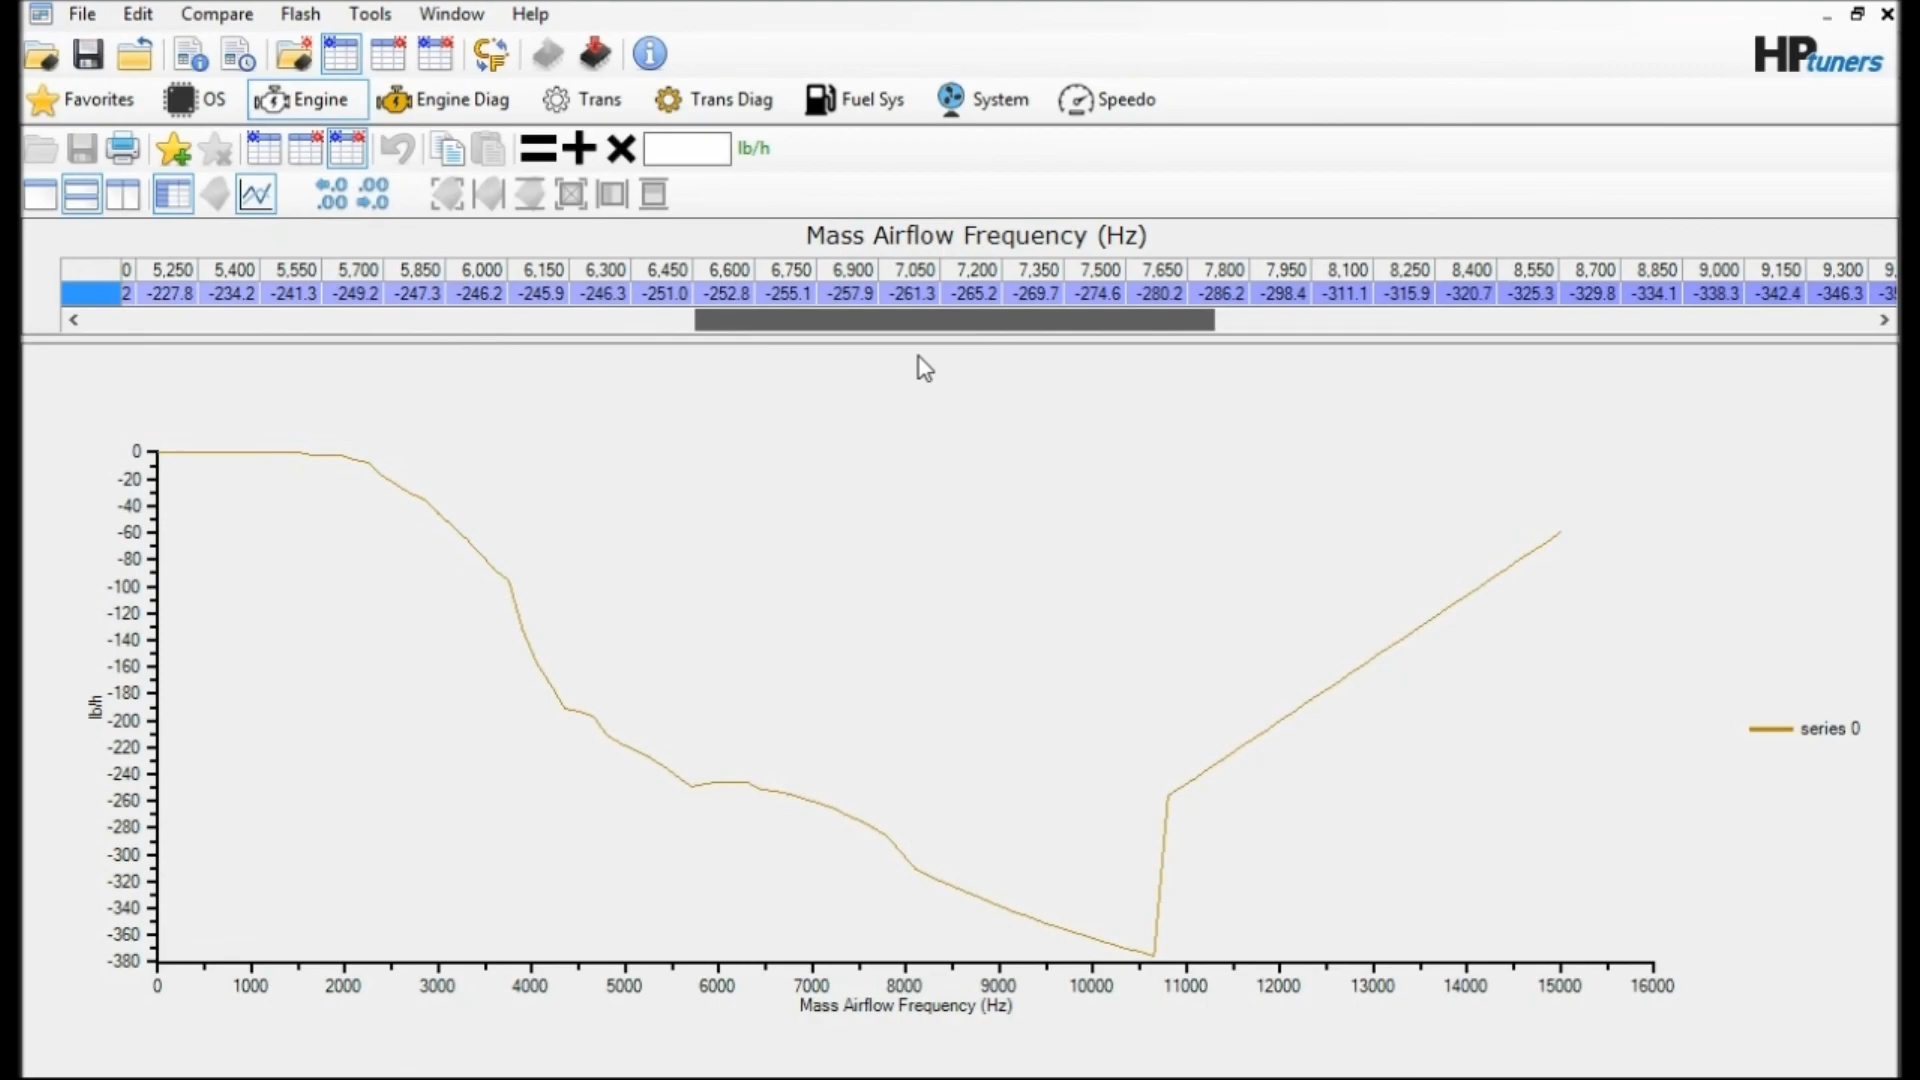 File Edit Compare Flash Tools Window Help
HPtuners
Favorites OS Engine Engine Diag Trans Trans Diag Fuel Sys System Speedo
lb/h
Mass Airflow Frequency (Hz)
0 5,250 5,400 5,550 5,700 5,850 6,000 6,150 6,300 6,450 6,600 6,750 6,900 7,050 7,200 7,350 7,500 7,650 7,800 7,950 8,100 8,250 8,400 8,550 8,700 8,850 9,000 9,150 9,300 9,
2 -227.8 -234.2 -241.3 -249.2 -247.3 -246.2 -245.9 -246.3 -251.0 -252.8 -255.1 -257.9 -261.3 -265.2 -269.7 -274.6 -280.2 -286.2 -298.4 -311.1 -315.9 -320.7 -325.3 -329.8 -334.1 -338.3 -342.4 -346.3
0
-20
-40
-60
-80
-100
-120
-140
-160
-180
-200
-220
-240
-260
-280
-300
-320
-340
-360
-380
lb/h
series 0
0 1000 2000 3000 4000 5000 6000 7000 8000 9000 10000 11000 12000 13000 14000 15000 16000
Mass Airflow Frequency (Hz)